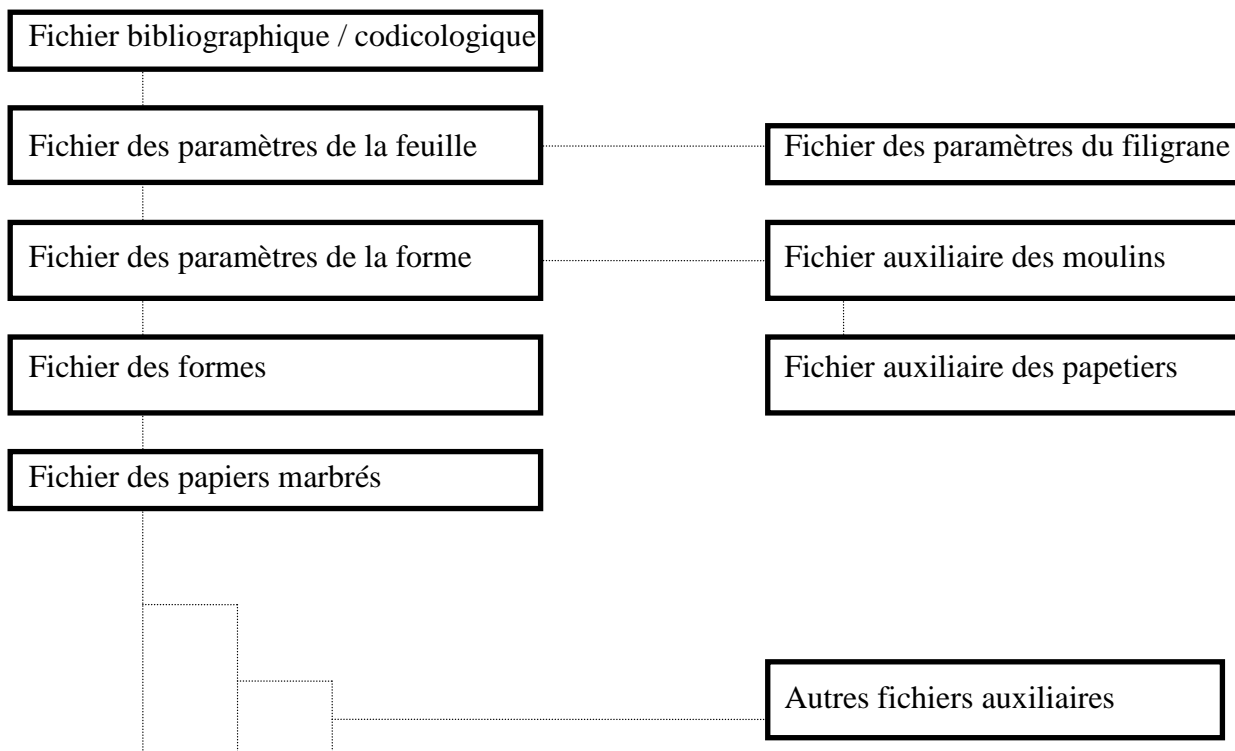 Fichier bibliographique / codicologique
Fichier des paramètres de la feuille
Fichier des paramètres du filigrane
Fichier des paramètres de la forme
Fichier auxiliaire des moulins
Fichier des formes
Fichier auxiliaire des papetiers
Fichier des papiers marbrés
Autres fichiers auxiliaires